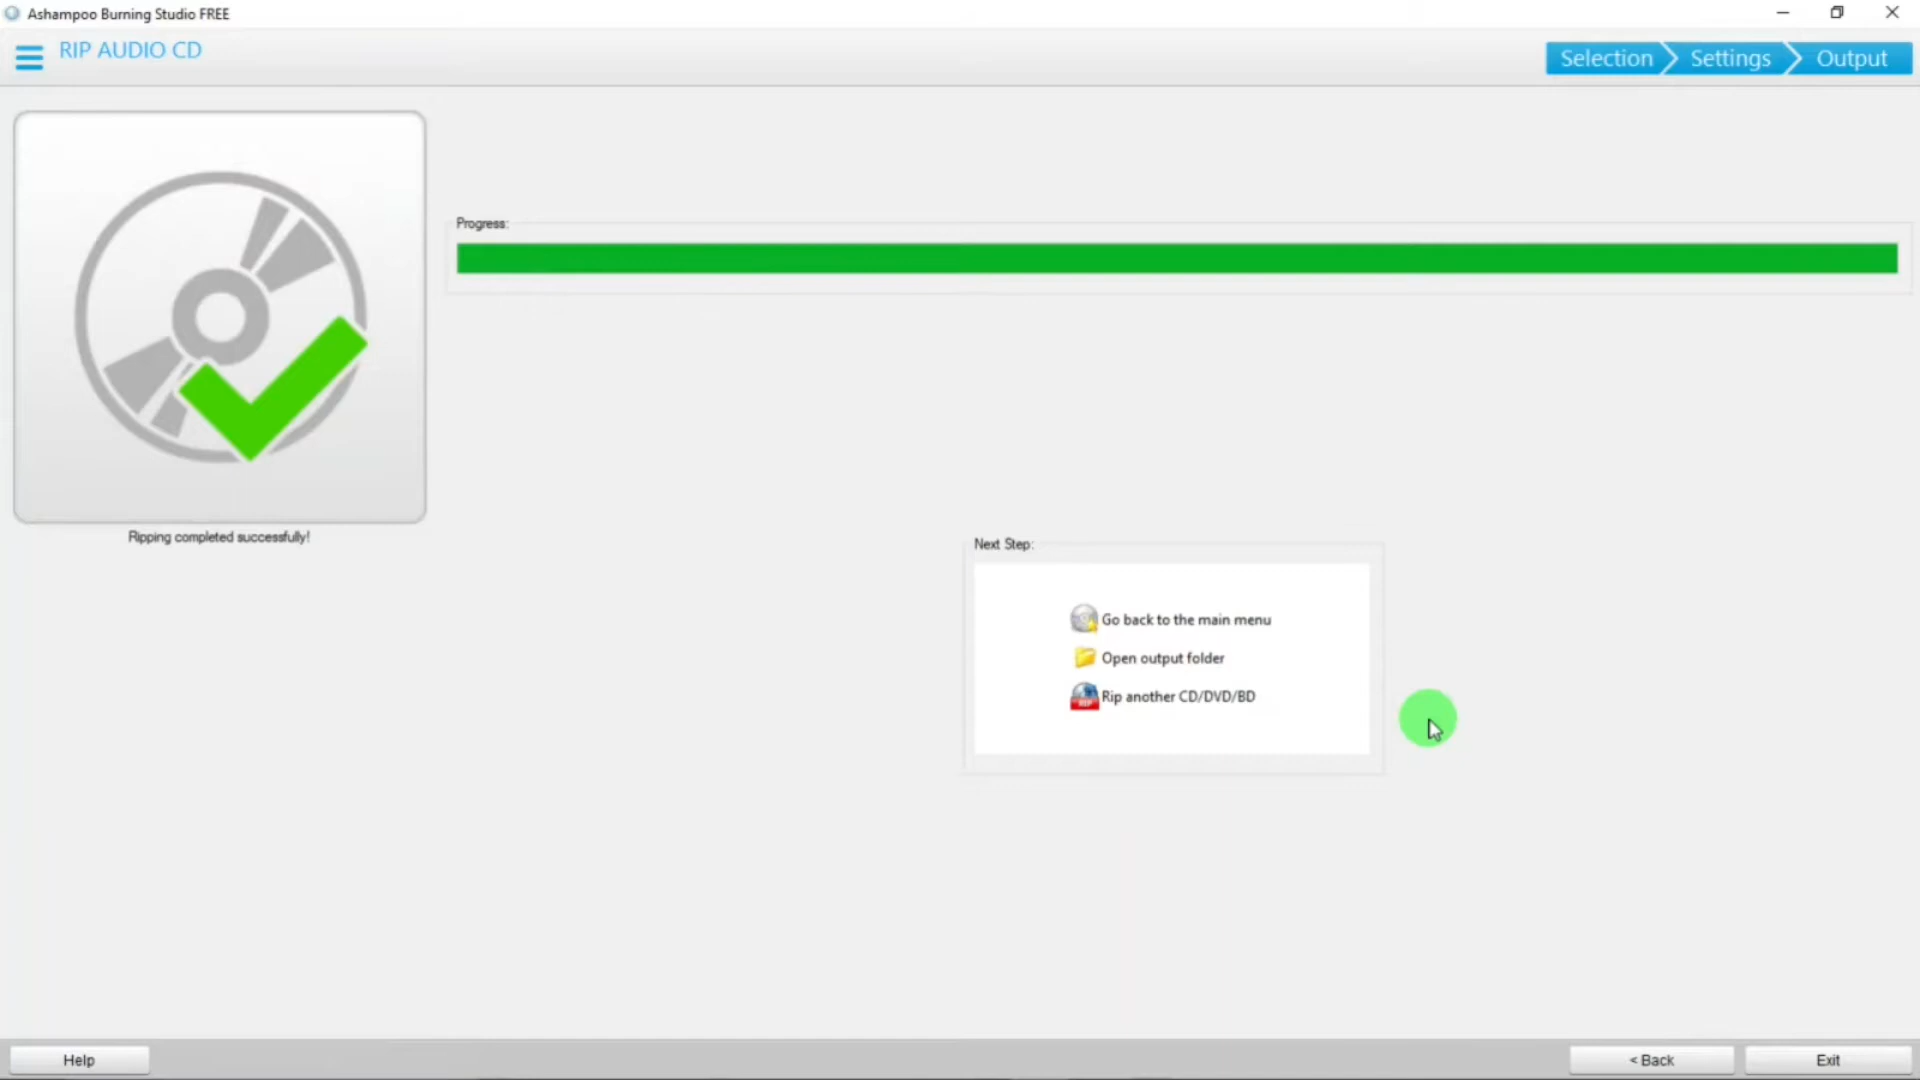 Ashampoo Burning Studio FREE
RIP AUDIO CD
Selection
Settings
Output
Progress:
Ripping completed successfully!
Next Step:
Go back to the main menu
Open output folder
RIP
Rip another CD/DVD/BD
Help
< Back
Exit